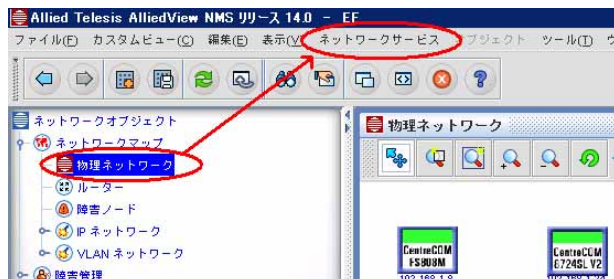 Allied Telesis AlliedView NMS リリース 14.0 - EF
ファイル(F) カスタムビュー(C) 編集(E) 表示(V) ネットワークサービス ブジェクト ツール(T)
ネットワークオブジェクト
ネットワークマップ
物理ネットワーク
ルーター
障害ノード
IP ネットワーク
VLAN ネットワーク
障害管理
物理ネットワーク
CentreCOM FS808M
CentreCOM 8724SL V2